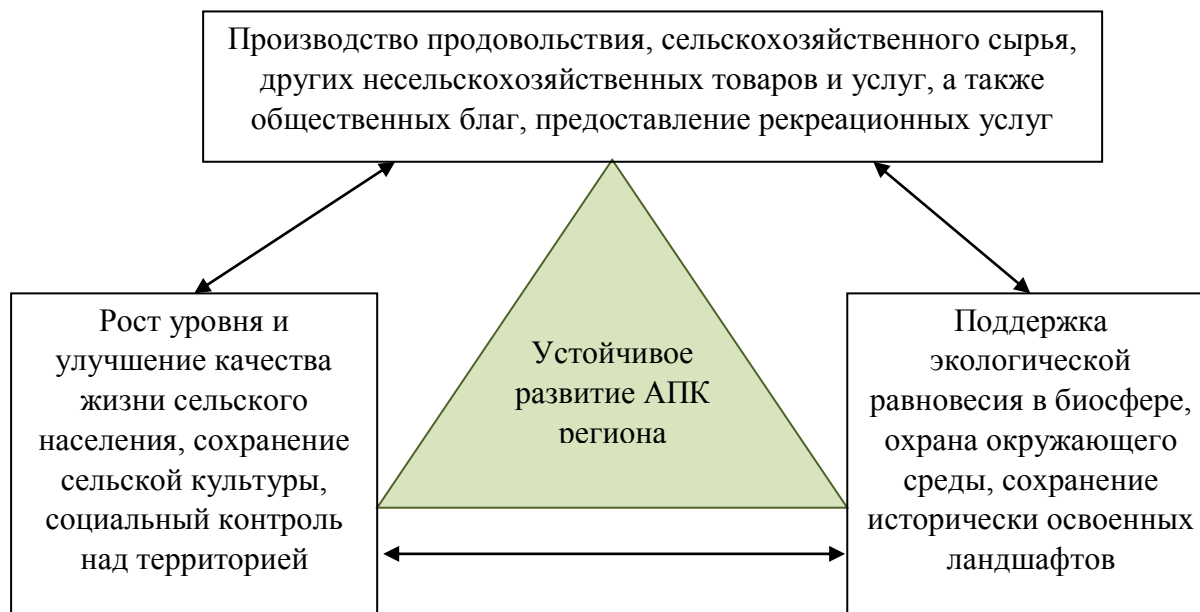 Производство продовольствия, сельскохозяйственного сырья,
других несельскохозяйственных товаров и услуг, а также
общественных благ, предоставление рекреационных услуг
Рост уровня и
улучшение качества
жизни сельского
населения, сохранение
сельской культуры,
социальный контроль
над территорией
Устойчивое
развитие АПК
региона
Поддержка
экологической
равновесия в биосфере,
охрана окружающего
среды, сохранение
исторически освоенных
ландшафтов